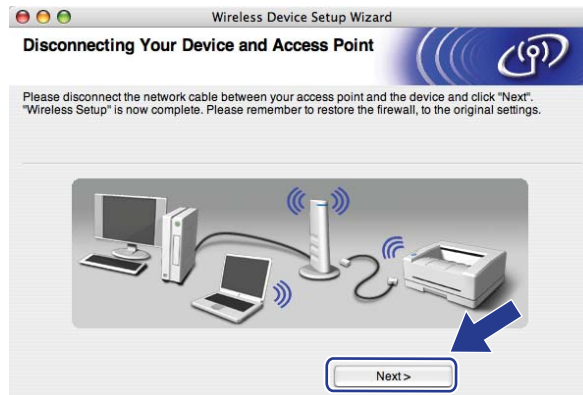 Wireless Device Setup Wizard
Disconnecting Your Device and Access Point
Please disconnect the network cable between your access point and the device and click "Next".
"Wireless Setup" is now complete. Please remember to restore the firewall, to the original settings.
Next >